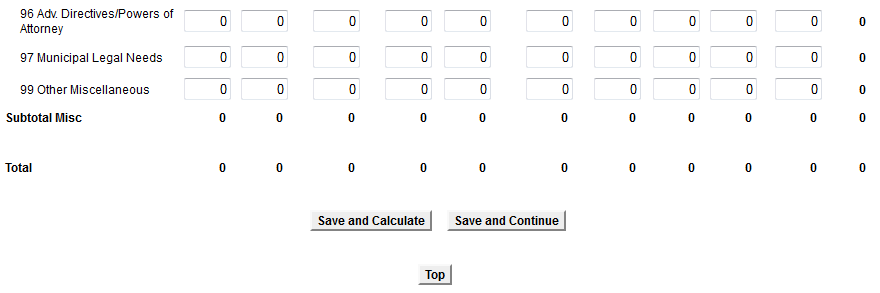 96 Adv. Directives/Powers of
Attorney 0 0 0 0 0 0 0 0 0 0 0
97 Municipal Legal Needs 0 0 0 0 0 0 0 0 0 0 0
99 Other Miscellaneous 0 0 0 0 0 0 0 0 0 0 0
Subtotal Misc 0 0 0 0 0 0 0 0 0 0 0
Total 0 0 0 0 0 0 0 0 0 0 0
Save and Calculate Save and Continue
Top